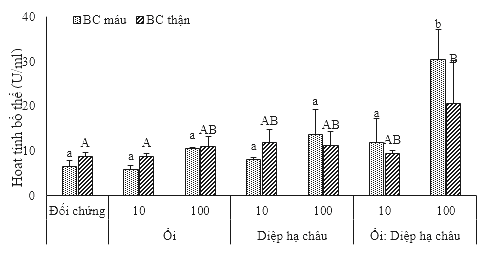 BC máu BC thận
Hoạt tính bổ thể (U/ml)
40
30
20
10
0
a A a A a AB a AB a AB a AB b B
Đối chứng 10 100 10 100 10 100
Ổi Diệp hạ châu Ổi: Diệp hạ châu